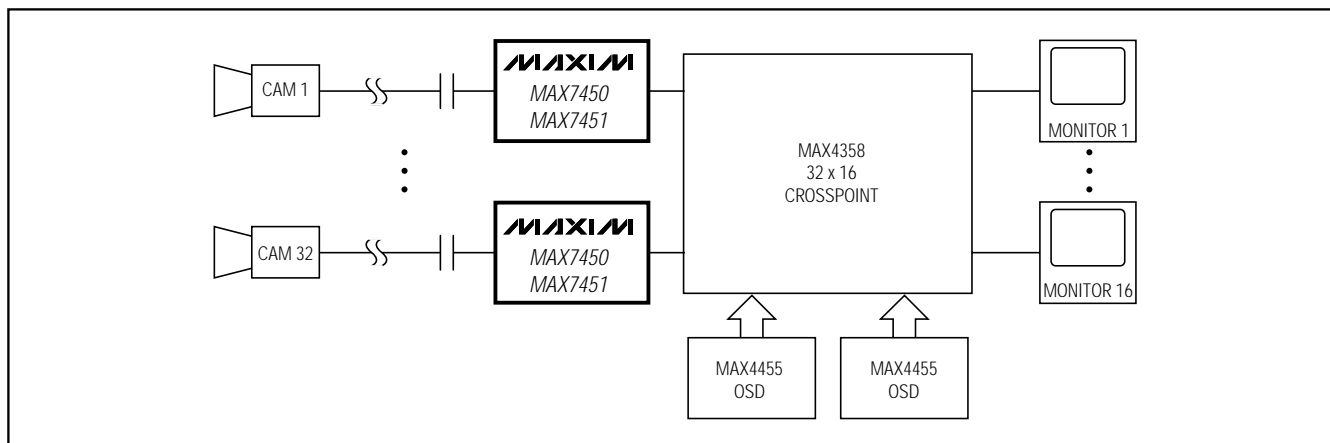 CAM 1
MAXIM
MAX7450
MAX7451
MAX4358
32 x 16
CROSSPOINT
MONITOR 1
CAM 32
MAXIM
MAX7450
MAX7451
MONITOR 16
MAX4455
OSD
MAX4455
OSD